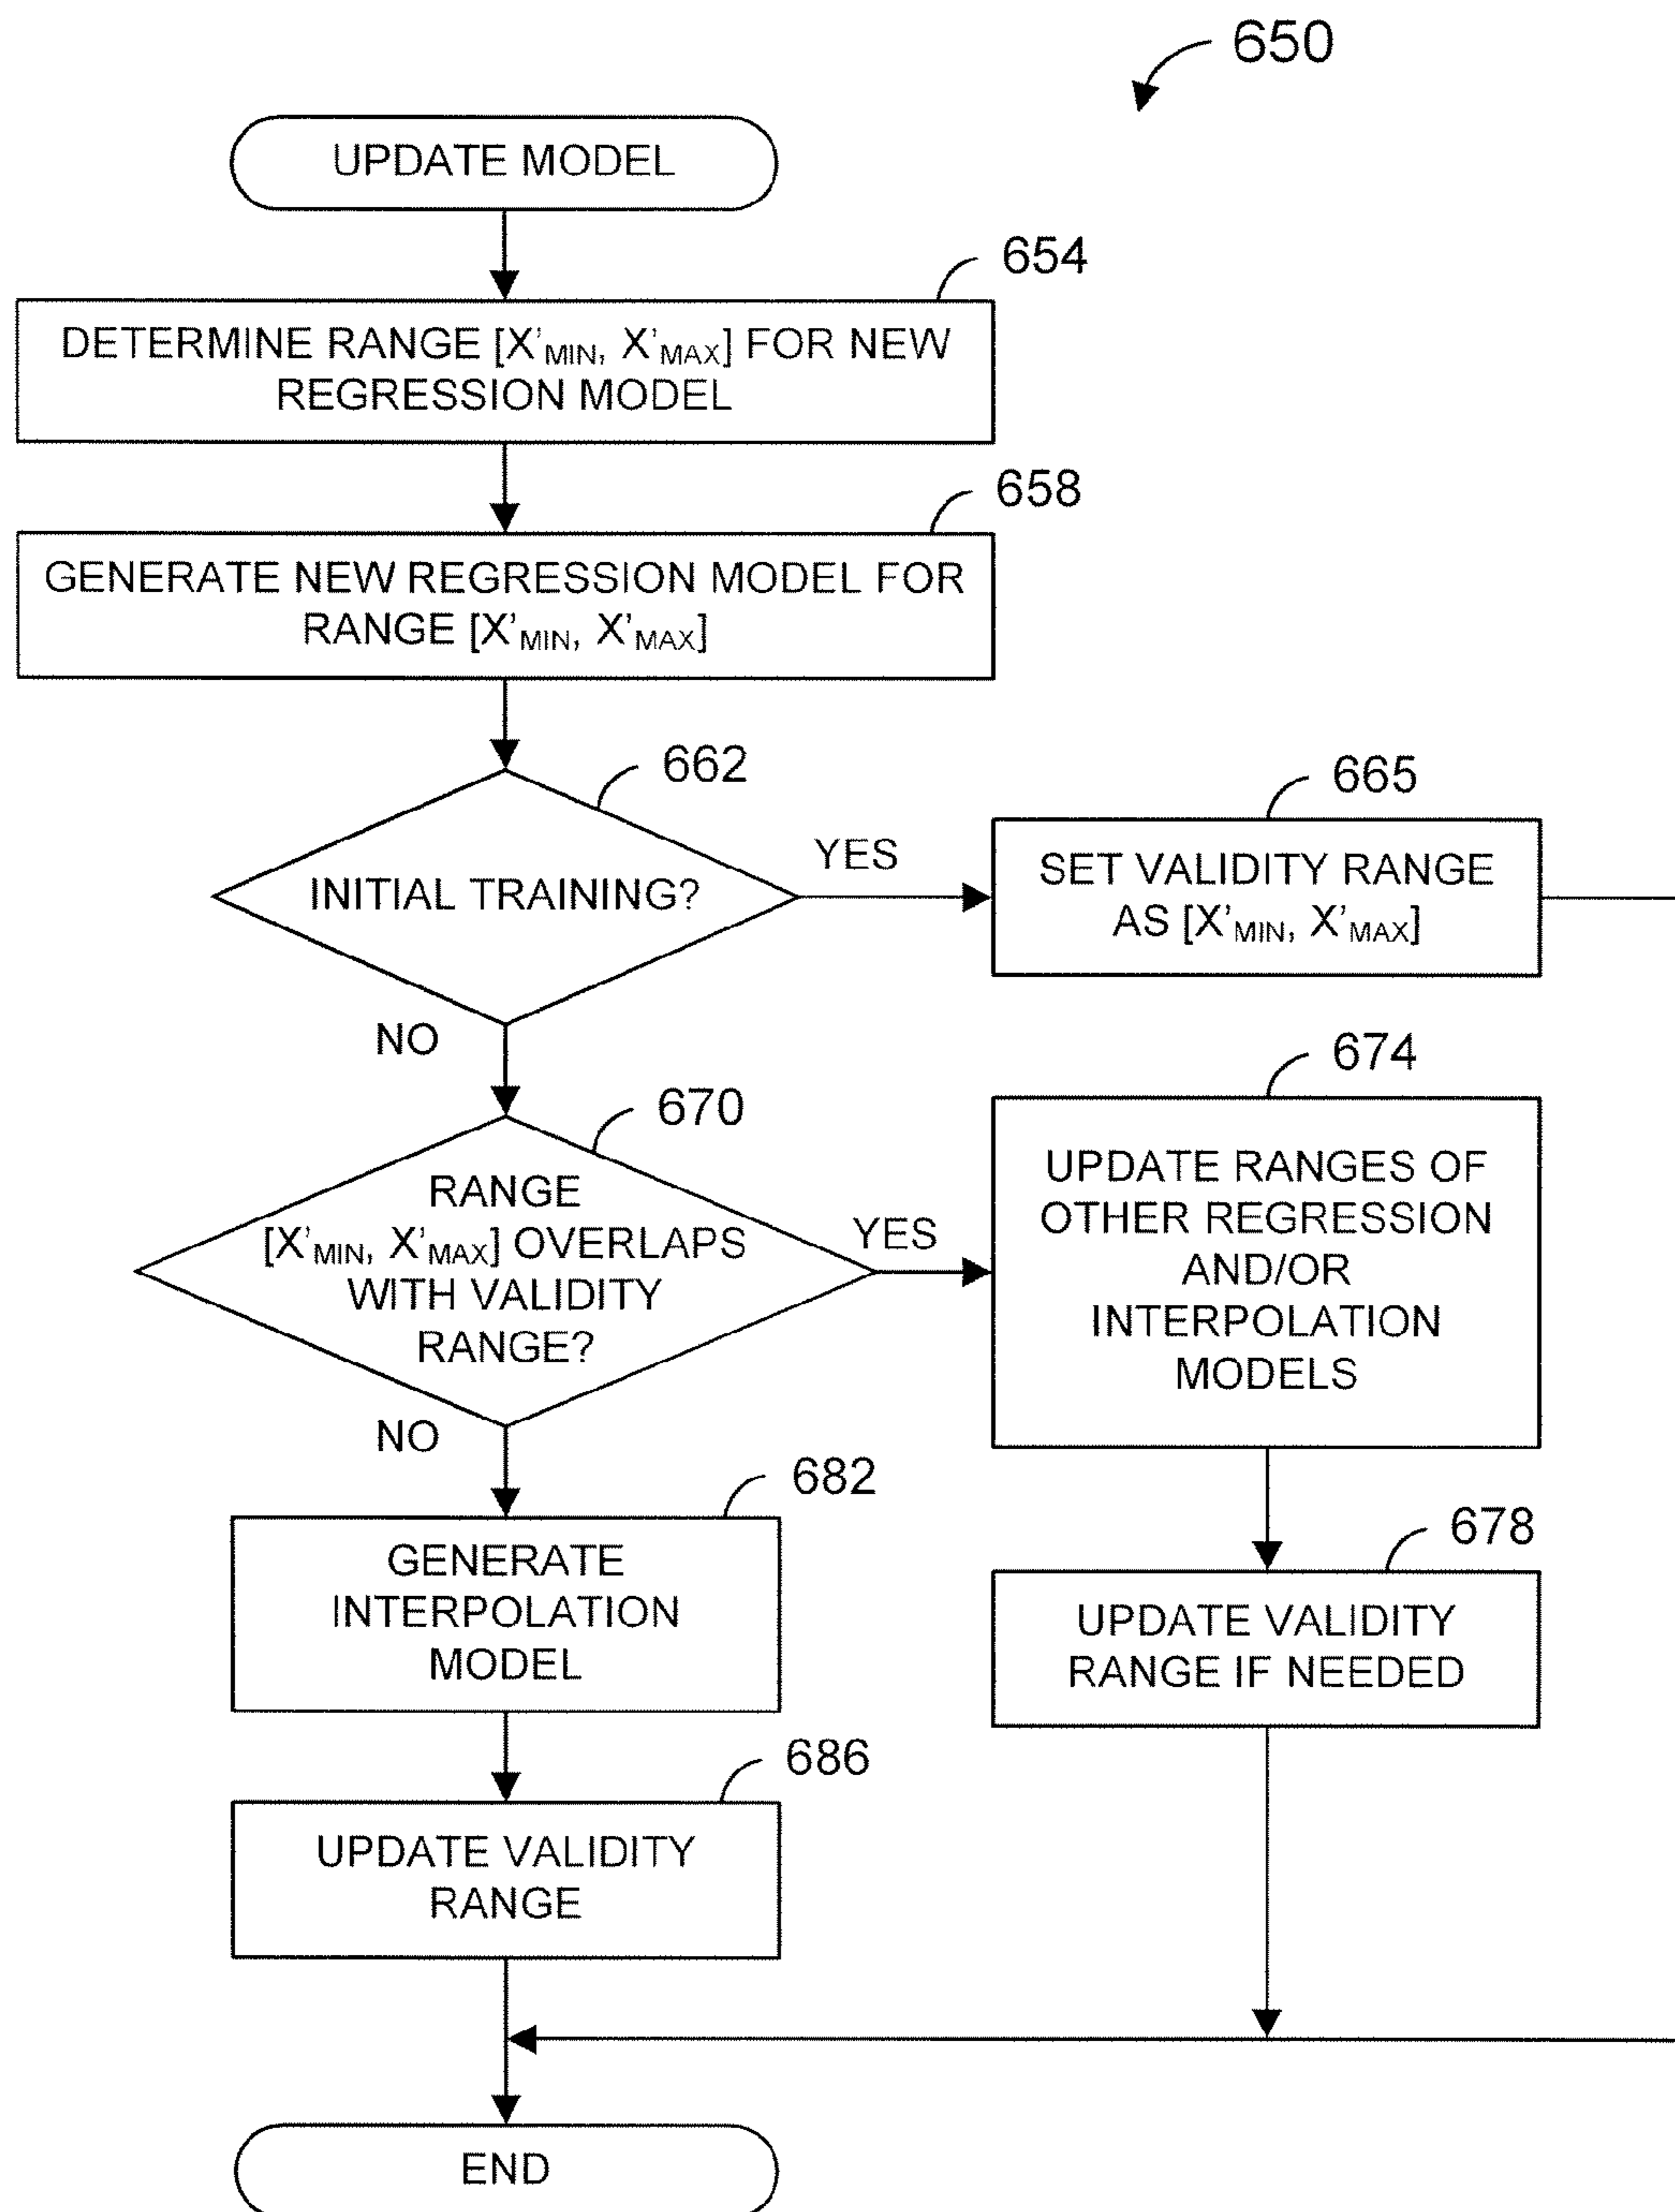 650
UPDATE MODEL
654
DETERMINE RANGE [X'MIN, X'MAX] FOR NEW
REGRESSION MODEL
658
GENERATE NEW REGRESSION MODEL FOR
RANGE [X'MIN, X'MAX]
662
INITIAL TRAINING?
YES
665
SET VALIDITY RANGE
AS [X'MIN, X'MAX]
NO
670
RANGE
[X'MIN, X'MAX] OVERLAPS
WITH VALIDITY
RANGE?
YES
674
UPDATE RANGES OF
OTHER REGRESSION
AND/OR
INTERPOLATION
MODELS
NO
678
UPDATE VALIDITY
RANGE IF NEEDED
682
GENERATE
INTERPOLATION
MODEL
686
UPDATE VALIDITY
RANGE
END